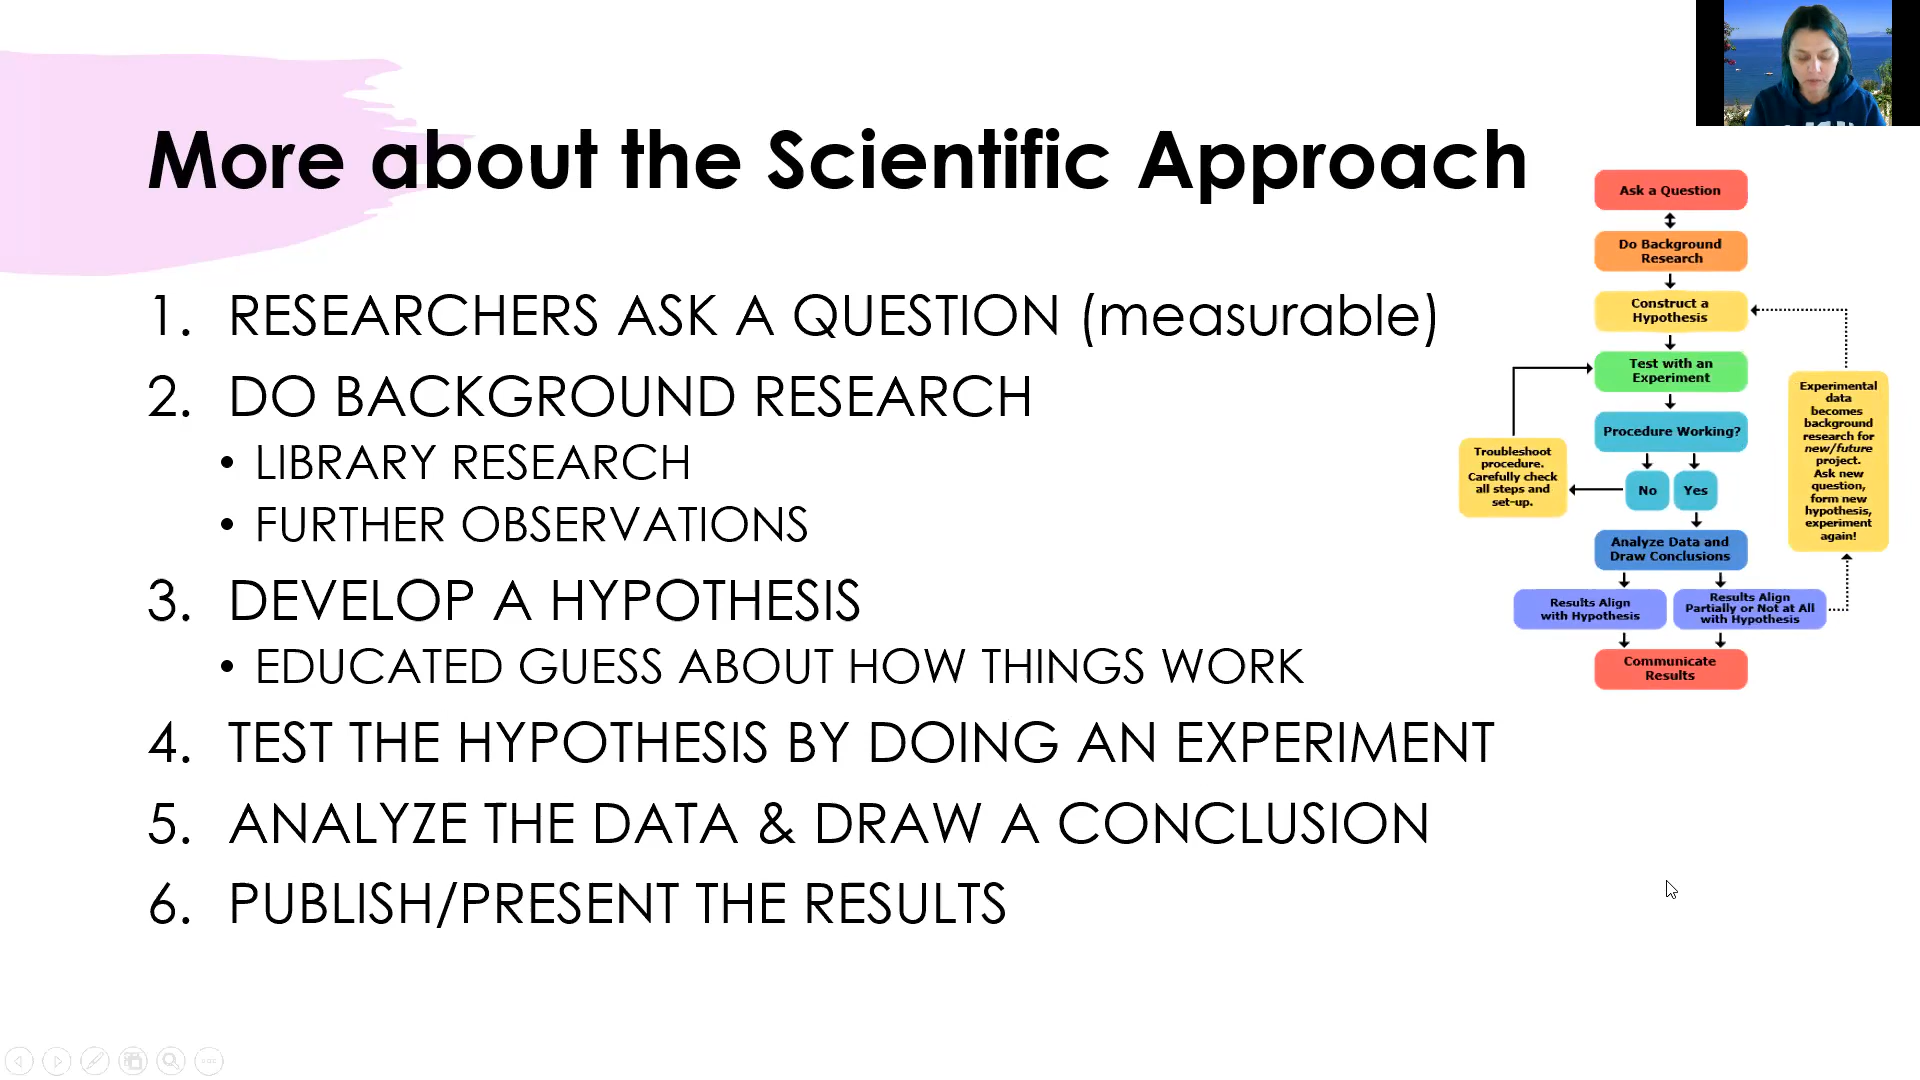 More about the Scientific Approach
1. RESEARCHERS ASK A QUESTION (measurable)
2. DO BACKGROUND RESEARCH
• LIBRARY RESEARCH
• FURTHER OBSERVATIONS
3. DEVELOP A HYPOTHESIS
• EDUCATED GUESS ABOUT HOW THINGS WORK
4. TEST THE HYPOTHESIS BY DOING AN EXPERIMENT
5. ANALYZE THE DATA & DRAW A CONCLUSION
6. PUBLISH/PRESENT THE RESULTS
Ask a Question
Do Background
Research
Construct a
Hypothesis
Test with an
Experiment
Procedure Working?
No
Yes
Troubleshoot
procedure.
Carefully check
all steps and
set-up.
Analyze Data and
Draw Conclusions
Results Align
with Hypothesis
Results Align
Partially or Not at All
with Hypothesis
Communicate
Results
Experimental
data
becomes
background
research for
new/future
project.
Ask new
question,
form new
hypothesis,
experiment
again!